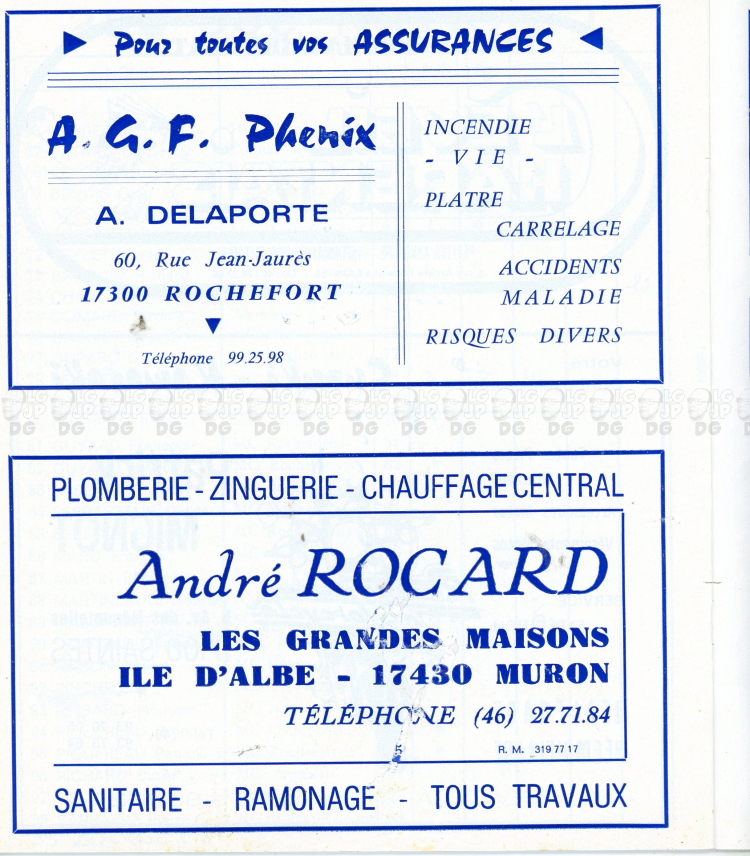 Pour toutes vos ASSURANCES
A. G. F. Phenix
A. DELAPORTE
60, Rue Jean-Jaurès
17300 ROCHEFORT
Téléphone 99.25.98
INCENDIE
- VIE -
PLATRE
CARRELAGE
ACCIDENTS
MALADIE
RISQUES DIVERS
PLOMBERIE - ZINGUERIE - CHAUFFAGE CENTRAL
André ROGARD
LES GRANDES MAISONS
ILE D'ALBE - 17430 MURON
TÉLÉPHONE (46) 27.71.84
R. M. 319 77 17
SANITAIRE - RAMONAGE - TOUS TRAVAUX